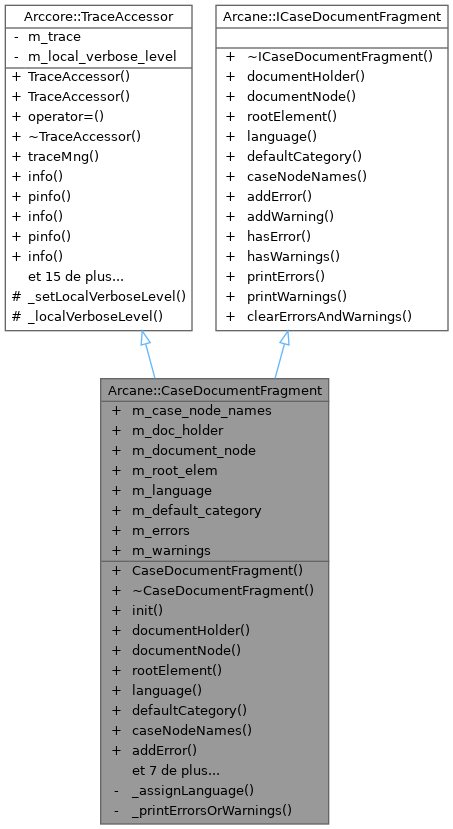 Arccore::TraceAccessor
- m_trace
- m_local_verbose_level
+ TraceAccessor()
+ TraceAccessor()
+ operator=()
+ ~TraceAccessor()
+ traceMng()
+ info()
+ pinfo()
+ info()
+ pinfo()
+ info()
et 15 de plus...
# _setLocalVerboseLevel()
# _localVerboseLevel()
Arcane::ICaseDocumentFragment
+ ~ICaseDocumentFragment()
+ documentHolder()
+ documentNode()
+ rootElement()
+ language()
+ defaultCategory()
+ caseNodeNames()
+ addError()
+ addWarning()
+ hasError()
+ hasWarnings()
+ printErrors()
+ printWarnings()
+ clearErrorsAndWarnings()
Arcane::CaseDocumentFragment
+ m_case_node_names
+ m_doc_holder
+ m_document_node
+ m_root_elem
+ m_language
+ m_default_category
+ m_errors
+ m_warnings
+ CaseDocumentFragment()
+ ~CaseDocumentFragment()
+ init()
+ documentHolder()
+ documentNode()
+ rootElement()
+ language()
+ defaultCategory()
+ caseNodeNames()
+ addError()
et 7 de plus...
- _assignLanguage()
- _printErrorsOrWarnings()